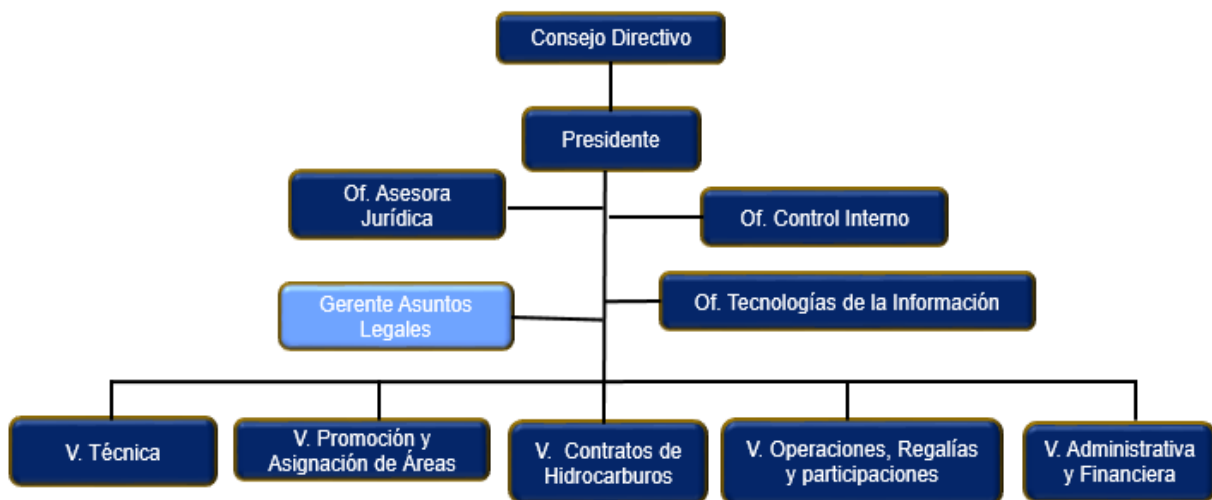 Consejo Directivo
Presidente
Of. Asesora
Jurídica
Of. Control Interno
Of. Tecnologías de la Información
Gerente Asuntos
Legales
V. Técnica
V. Promoción y
Asignación de Áreas
V. Contratos de
Hidrocarburos
V. Operaciones, Regalías
y participaciones
V. Administrativa
y Financiera